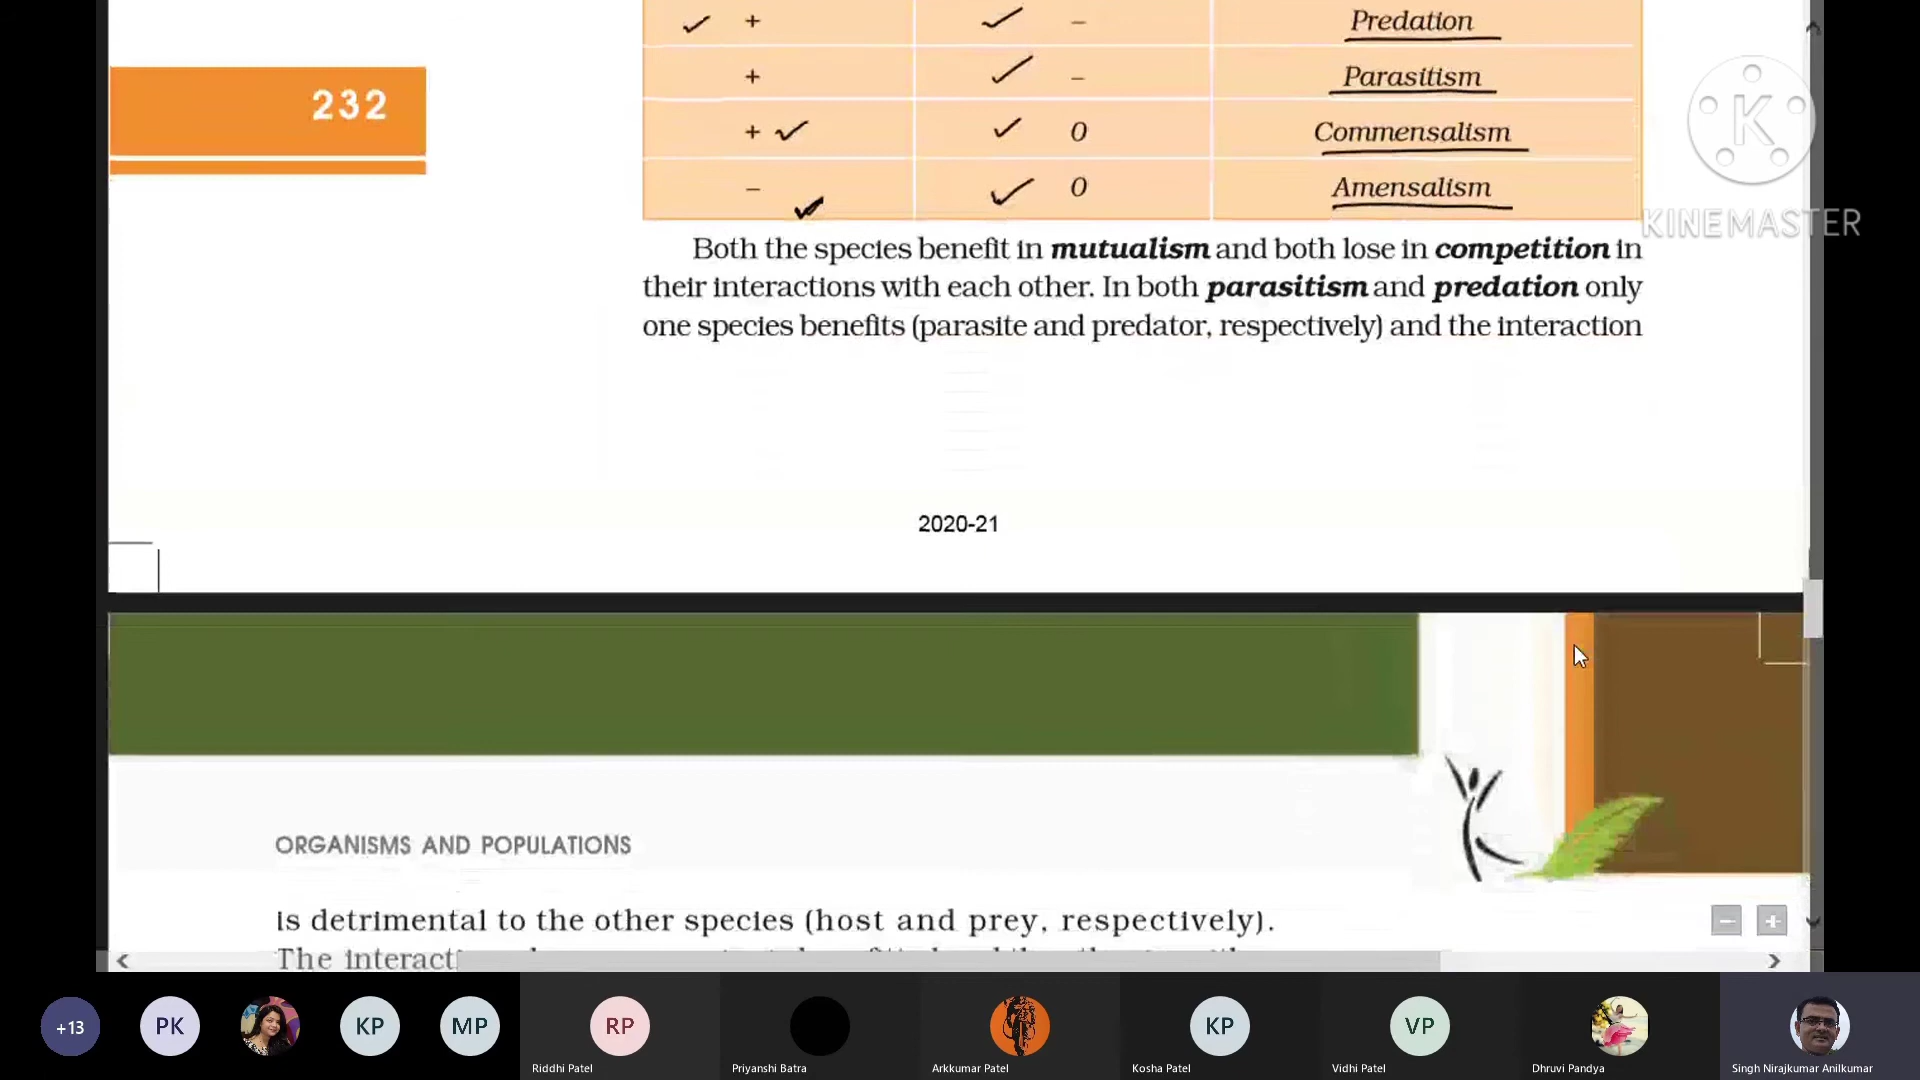 + – Predation
+ – Parasitism
+ 0 Commensalism
– 0 Amensalism
232
K
KINEMASTER
Both the species benefit in mutualism and both lose in competition in
their interactions with each other. In both parasitism and predation only
one species benefits (parasite and predator, respectively) and the interaction
2020-21
ORGANISMS AND POPULATIONS
is detrimental to the other species (host and prey, respectively).
The
+13 PK KP MP RP KP VP
Riddhi Patel Priyanshi Batra Arkkumar Patel Kosha Patel Vidhi Patel Dhruvi Pandya Singh Nirajkumar Anilkumar